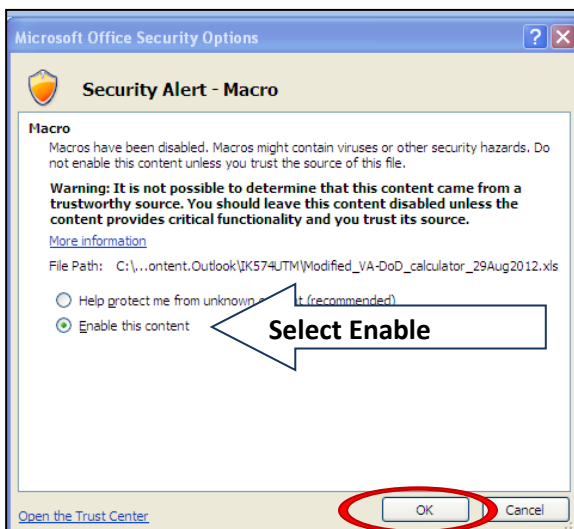 Microsoft Office Security Options
Security Alert - Macro
Macro
Macros have been disabled. Macros might contain viruses or other security hazards. Do
not enable this content unless you trust the source of this file.
Warning: It is not possible to determine that this content came from a
trustworthy source. You should leave this content disabled unless the
content provides critical functionality and you trust its source.
More information
File Path: C:\...ontent.Outlook\IK574UTM\Modified_VA-DoD_calculator_29Aug2012.xls
Help protect me from unknown (recommended)
Enable this content
Select Enable
Open the Trust Center
OK
Cancel